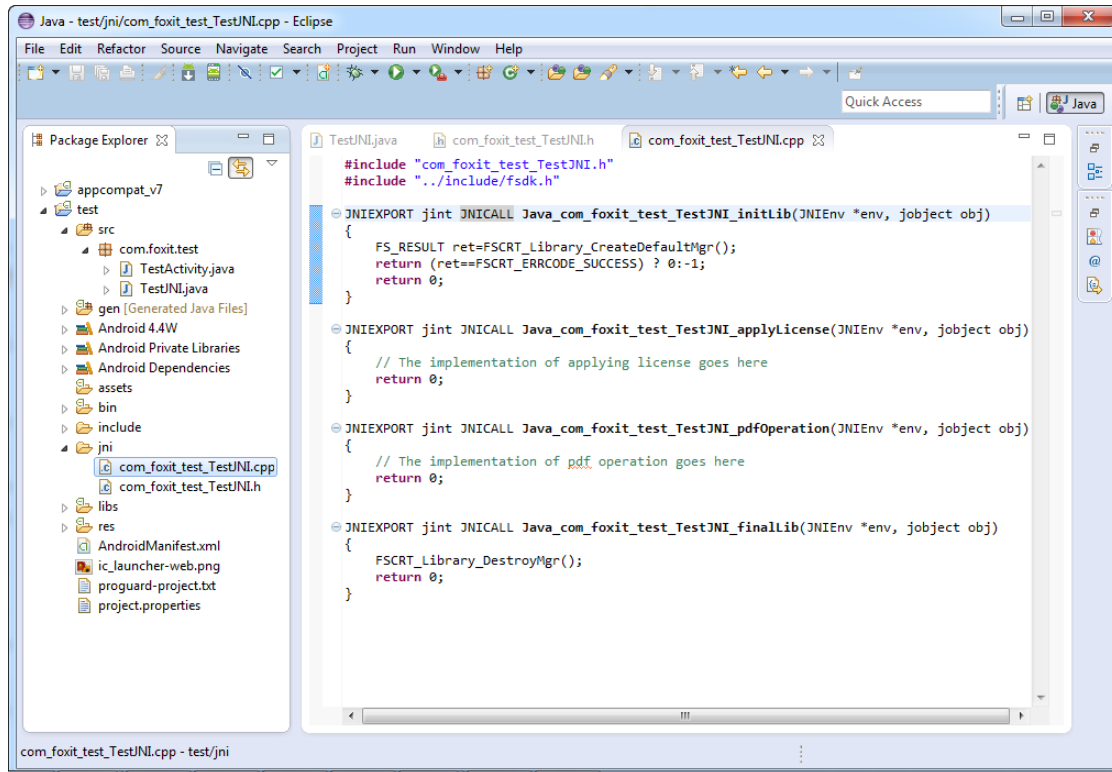 Java - test/jni/com_foxit_test_TestJNI.cpp - Eclipse
File Edit Refactor Source Navigate Search Project Run Window Help
Quick Access
Java
Package Explorer
TestJNI.java
com_foxit_test_TestJNI.h
com_foxit_test_TestJNI.cpp
appcompat_v7
test
src
com.foxit.test
TestActivity.java
TestJNI.java
gen [Generated Java Files]
Android 4.4W
Android Private Libraries
Android Dependencies
assets
bin
include
jni
com_foxit_test_TestJNI.cpp
com_foxit_test_TestJNI.h
libs
res
AndroidManifest.xml
ic_launcher-web.png
proguard-project.txt
project.properties
#include "com_foxit_test_TestJNI.h"
#include "../include/fsdk.h"
JNIEXPORT jint JNICALL Java_com_foxit_test_TestJNI_initLib(JNIEnv *env, jobject obj)
{
FS_RESULT ret=FSCRT_Library_CreateDefaultMgr();
return (ret==FSCRT_ERRCODE_SUCCESS) ? 0:-1;
return 0;
}
JNIEXPORT jint JNICALL Java_com_foxit_test_TestJNI_applyLicense(JNIEnv *env, jobject obj)
{
// The implementation of applying license goes here
return 0;
}
JNIEXPORT jint JNICALL Java_com_foxit_test_TestJNI_pdfOperation(JNIEnv *env, jobject obj)
{
// The implementation of pdf operation goes here
return 0;
}
JNIEXPORT jint JNICALL Java_com_foxit_test_TestJNI_finalLib(JNIEnv *env, jobject obj)
{
FSCRT_Library_DestroyMgr();
return 0;
}
com_foxit_test_TestJNI.cpp - test/jni